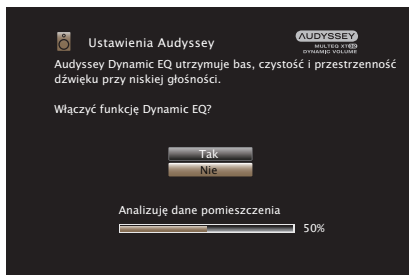 Ustawienia Audyssey
AUDYSSEY
MULTEQ XT32
DYNAMIC VOLUME
Audyssey Dynamic EQ utrzymuje bas, czystość i przestrzenność
dźwięku przy niskiej głośności.
Włączyć funkcję Dynamic EQ?
Tak
Nie
Analizuję dane pomieszczenia
50%